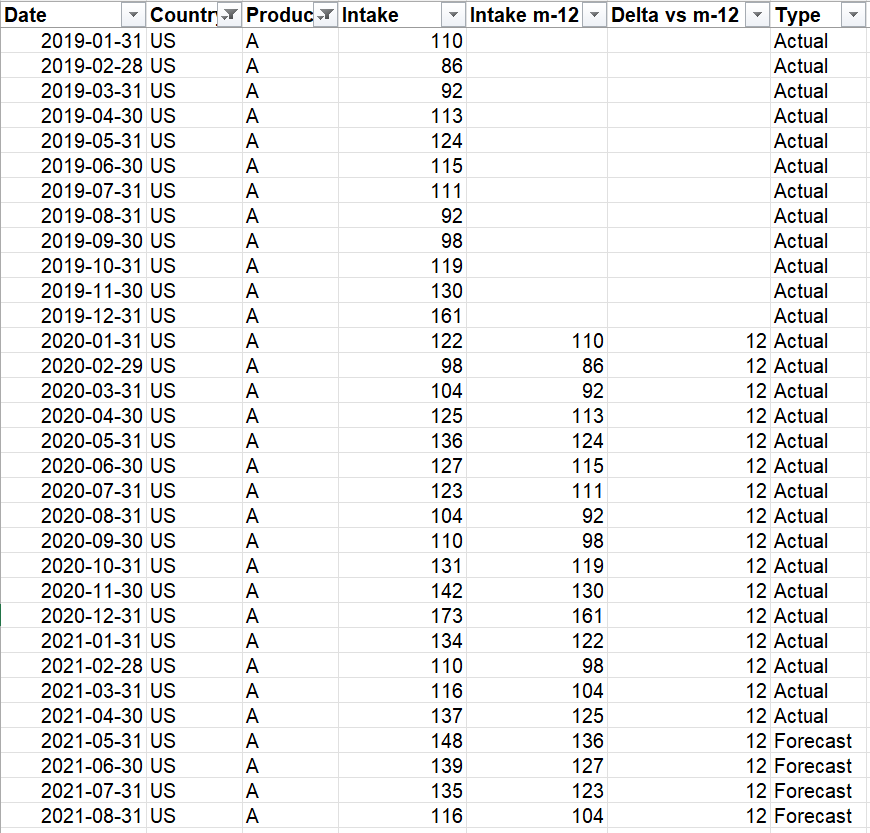 Date Country Produc Intake Intake m-12 Delta vs m-12 Type
2019-01-31 US A 110 Actual
2019-02-28 US A 86 Actual
2019-03-31 US A 92 Actual
2019-04-30 US A 113 Actual
2019-05-31 US A 124 Actual
2019-06-30 US A 115 Actual
2019-07-31 US A 111 Actual
2019-08-31 US A 92 Actual
2019-09-30 US A 98 Actual
2019-10-31 US A 119 Actual
2019-11-30 US A 130 Actual
2019-12-31 US A 161 Actual
2020-01-31 US A 122 110 12 Actual
2020-02-29 US A 98 86 12 Actual
2020-03-31 US A 104 92 12 Actual
2020-04-30 US A 125 113 12 Actual
2020-05-31 US A 136 124 12 Actual
2020-06-30 US A 127 115 12 Actual
2020-07-31 US A 123 111 12 Actual
2020-08-31 US A 104 92 12 Actual
2020-09-30 US A 110 98 12 Actual
2020-10-31 US A 131 119 12 Actual
2020-11-30 US A 142 130 12 Actual
2020-12-31 US A 173 161 12 Actual
2021-01-31 US A 134 122 12 Actual
2021-02-28 US A 110 98 12 Actual
2021-03-31 US A 116 104 12 Actual
2021-04-30 US A 137 125 12 Actual
2021-05-31 US A 148 136 12 Forecast
2021-06-30 US A 139 127 12 Forecast
2021-07-31 US A 135 123 12 Forecast
2021-08-31 US A 116 104 12 Forecast